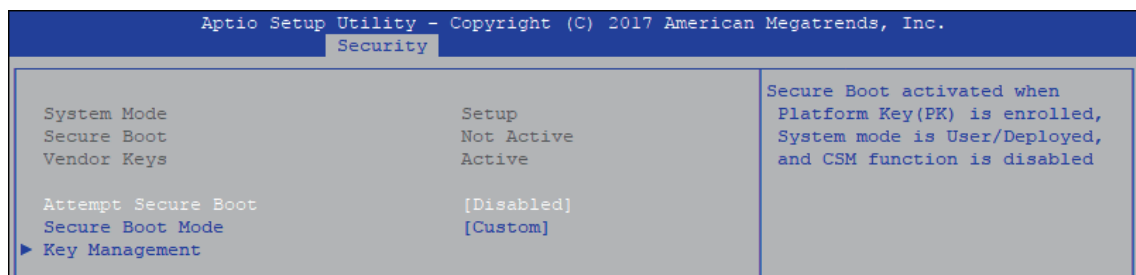 Aptio Setup Utility - Copyright (C) 2017 American Megatrends, Inc.
Security
System Mode Setup
Secure Boot Not Active
Vendor Keys Active
Attempt Secure Boot [Disabled]
Secure Boot Mode [Custom]
► Key Management
Secure Boot activated when
Platform Key(PK) is enrolled,
System mode is User/Deployed,
and CSM function is disabled